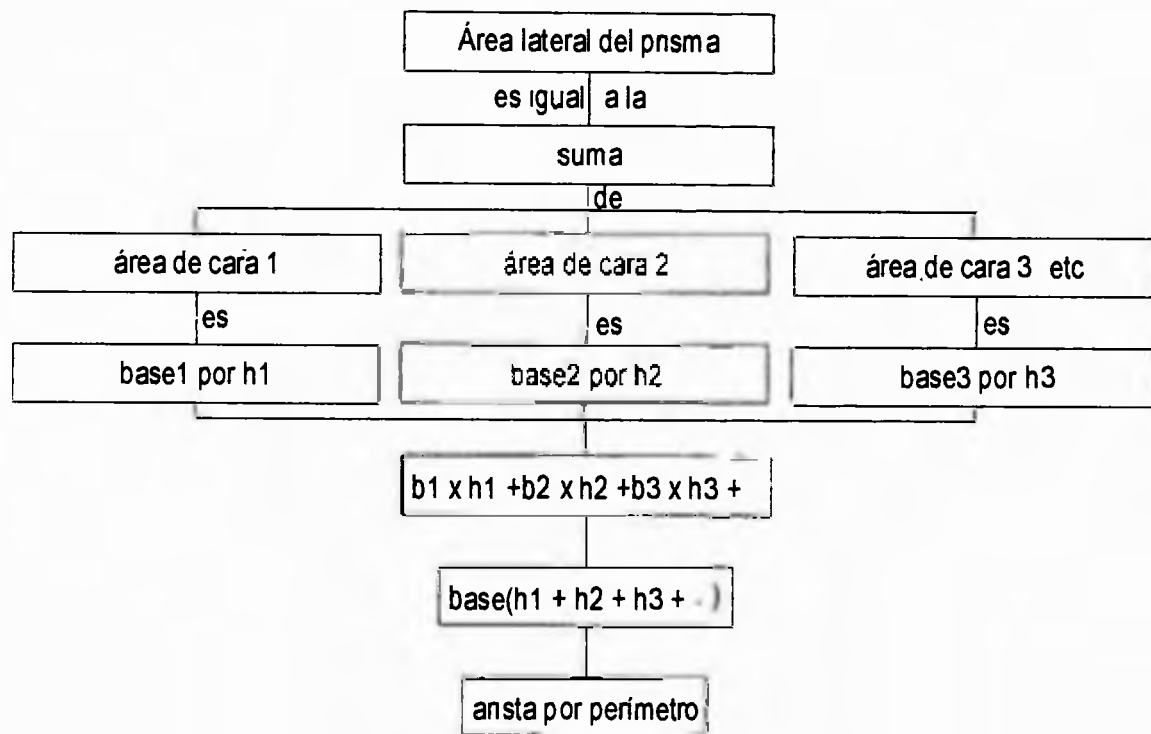 Área lateral del prisma
es igual a la
suma
de
área de cara 1
área de cara 2
área de cara 3 etc
es
es
es
base1 por h1
base2 por h2
base3 por h3
b1 x h1 +b2 x h2 +b3 x h3 +
base(h1 + h2 + h3 + . )
arista por perímetro